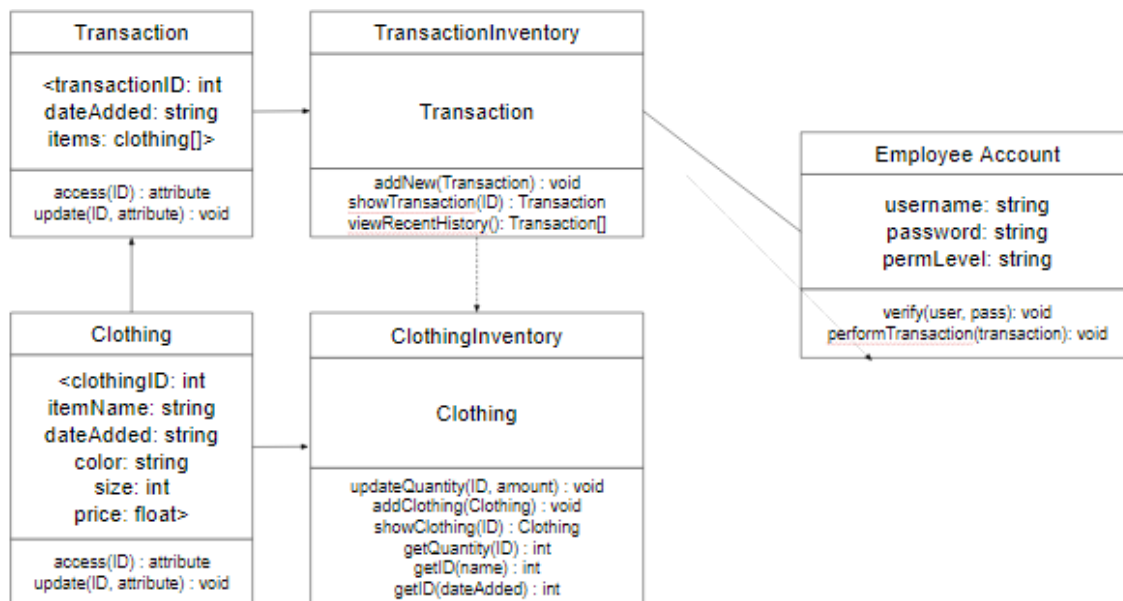 Transaction
<transactionID: int
dateAdded: string
items: clothing[]>
access(ID) : attribute
update(ID, attribute) : void
TransactionInventory
Transaction
addNew(Transaction) : void
showTransaction(ID) : Transaction
viewRecentHistory(): Transaction[]
Employee Account
username: string
password: string
permLevel: string
verify(user, pass): void
performTransaction(transaction): void
Clothing
<clothingID: int
itemName: string
dateAdded: string
color: string
size: int
price: float>
access(ID) : attribute
update(ID, attribute) : void
ClothingInventory
Clothing
updateQuantity(ID, amount) : void
addClothing(Clothing) : void
showClothing(ID) : Clothing
getQuantity(ID) : int
getID(name) : int
getID(dateAdded) : int